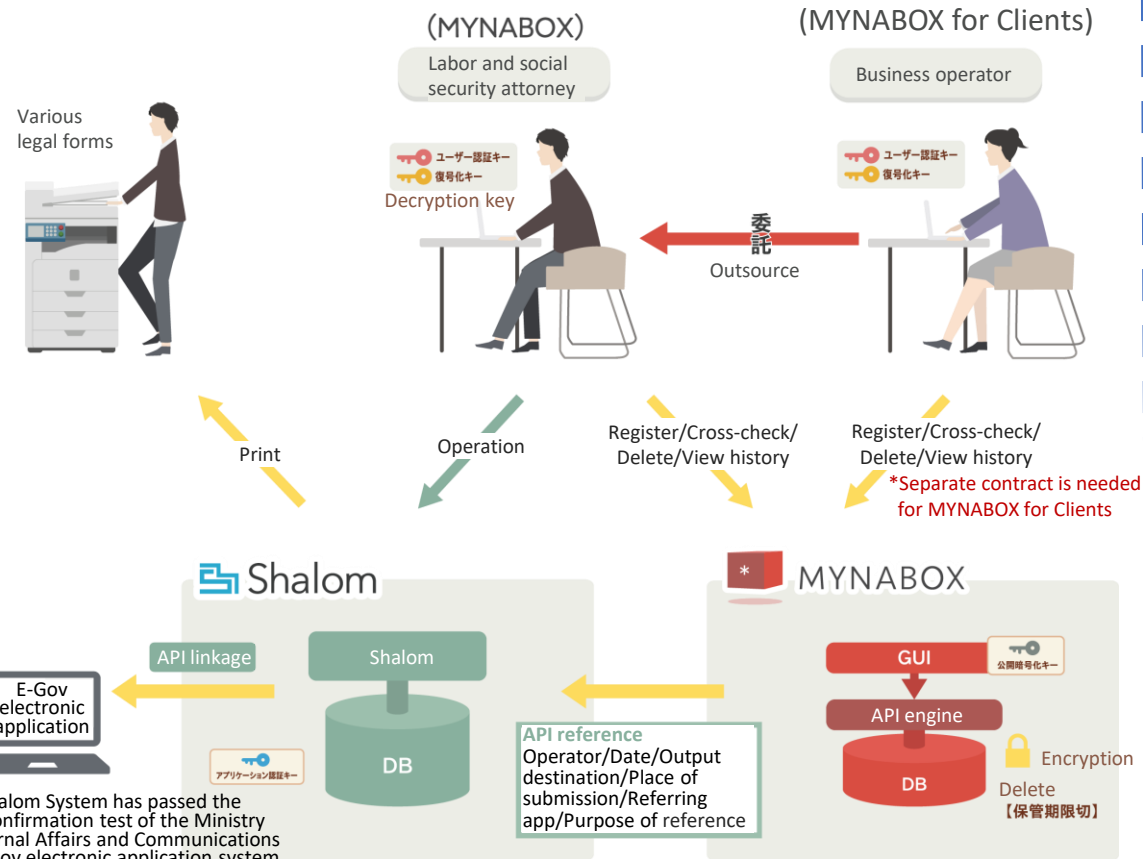 (MYNABOX)
(MYNABOX for Clients)
Labor and social
security attorney
Business operator
Various
legal forms
ユーザー認証キー
復号化キー
Decryption key
ユーザー認証キー
復号化キー
委託
Outsource
Print
Operation
Register/Cross-check/
Delete/View history
Register/Cross-check/
Delete/View history
*Separate contract is needed
for MYNABOX for Clients
Shalom
* MYNABOX
API linkage
Shalom
DB
アプリケーション認証キー
E-Gov
electronic
application
API reference
Operator/Date/Output
destination/Place of
submission/Referring
app/Purpose of reference
GUI
公開暗号化キー
API engine
DB
Encryption
Delete
【保管期限切】
alom System has passed the
onfirmation test of the Ministry
ernal Affairs and Communications
ov electronic application system